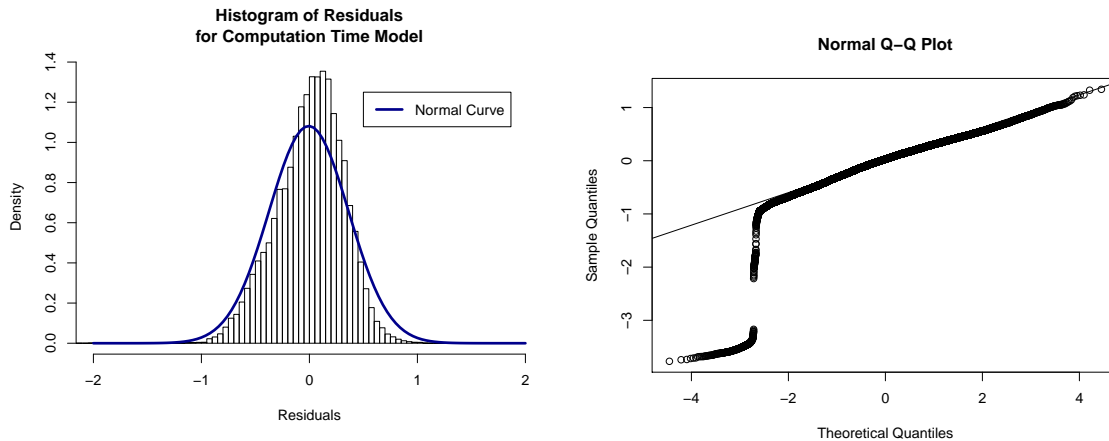 Histogram of Residuals
for Computation Time Model
Density
0.0 0.2 0.4 0.6 0.8 1.0 1.2 1.4
Normal Curve
−2 −1 0 1 2
Residuals
Normal Q−Q Plot
Sample Quantiles
−3 −2 −1 0 1
−4 −2 0 2 4
Theoretical Quantiles